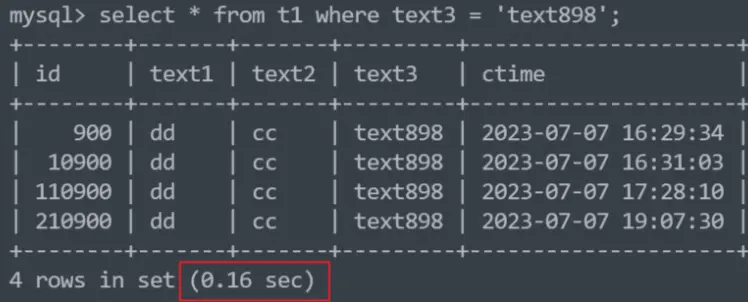 mysql> select * from t1 where text3 = 'text898';
+--------+-------+-------+---------+---------------------+
| id     | text1 | text2 | text3   | ctime               |
+--------+-------+-------+---------+---------------------+
|    900 | dd    | cc    | text898 | 2023-07-07 16:29:34 |
|  10900 | dd    | cc    | text898 | 2023-07-07 16:31:03 |
| 110900 | dd    | cc    | text898 | 2023-07-07 17:28:10 |
| 210900 | dd    | cc    | text898 | 2023-07-07 19:07:30 |
+--------+-------+-------+---------+---------------------+
4 rows in set (0.16 sec)